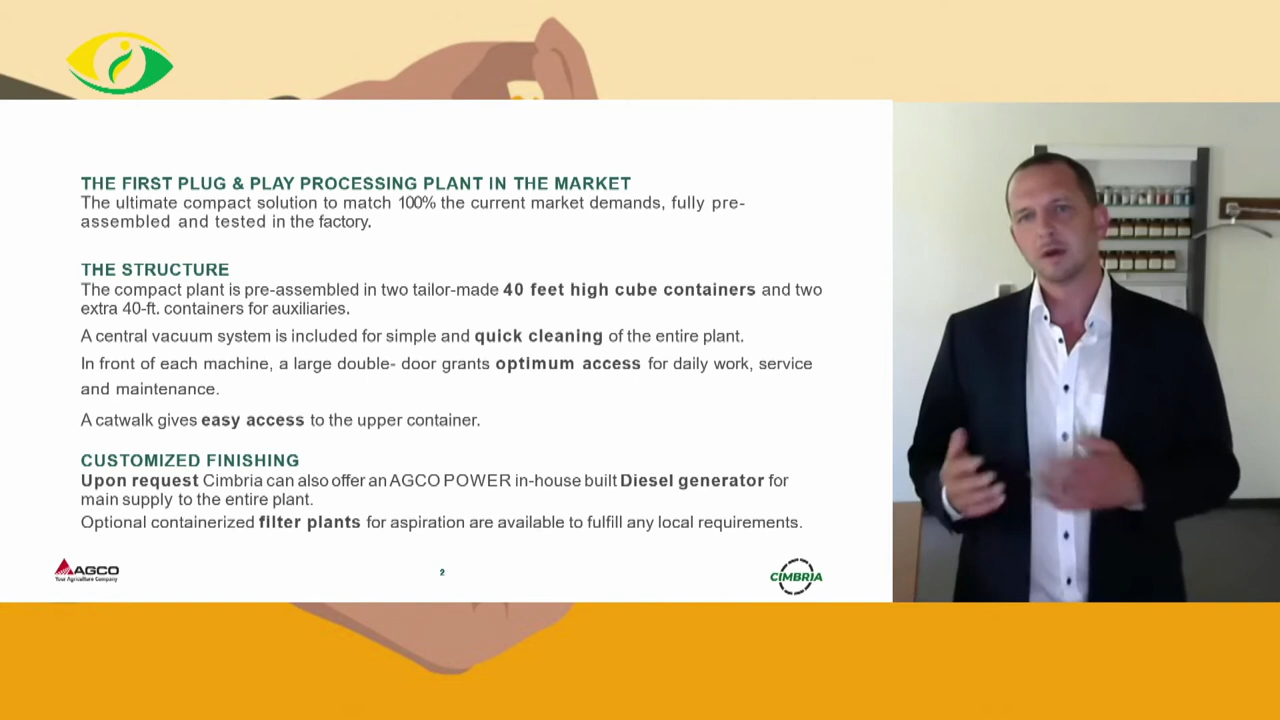 THE FIRST PLUG & PLAY PROCESSING PLANT IN THE MARKET
The ultimate compact solution to match 100% the current market demands, fully pre-
assembled and tested in the factory.
THE STRUCTURE
The compact plant is pre-assembled in two tailor-made 40 feet high cube containers and two
extra 40-ft. containers for auxiliaries.
A central vacuum system is included for simple and quick cleaning of the entire plant.
In front of each machine, a large double- door grants optimum access for daily work, service
and maintenance.
A catwalk gives easy access to the upper container.
CUSTOMIZED FINISHING
Upon request Cimbria can also offer an AGCO POWER in-house built Diesel generator for
main supply to the entire plant.
Optional containerized filter plants for aspiration are available to fulfill any local requirements.
AGCO
Your Agriculture Company
2
CIMBRIA